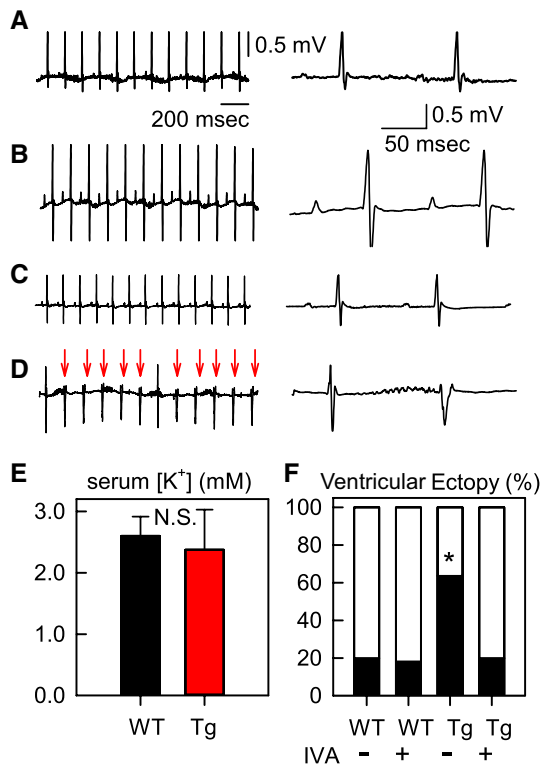 A
0.5 mV
200 msec
0.5 mV
50 msec
B
C
D
E
F
serum [K⁺] (mM)
3.0
N.S.
2.0
1.0
0.0
WT Tg
Ventricular Ectopy (%)
100
80
*
60
40
20
0
WT WT Tg Tg
IVA - + - +